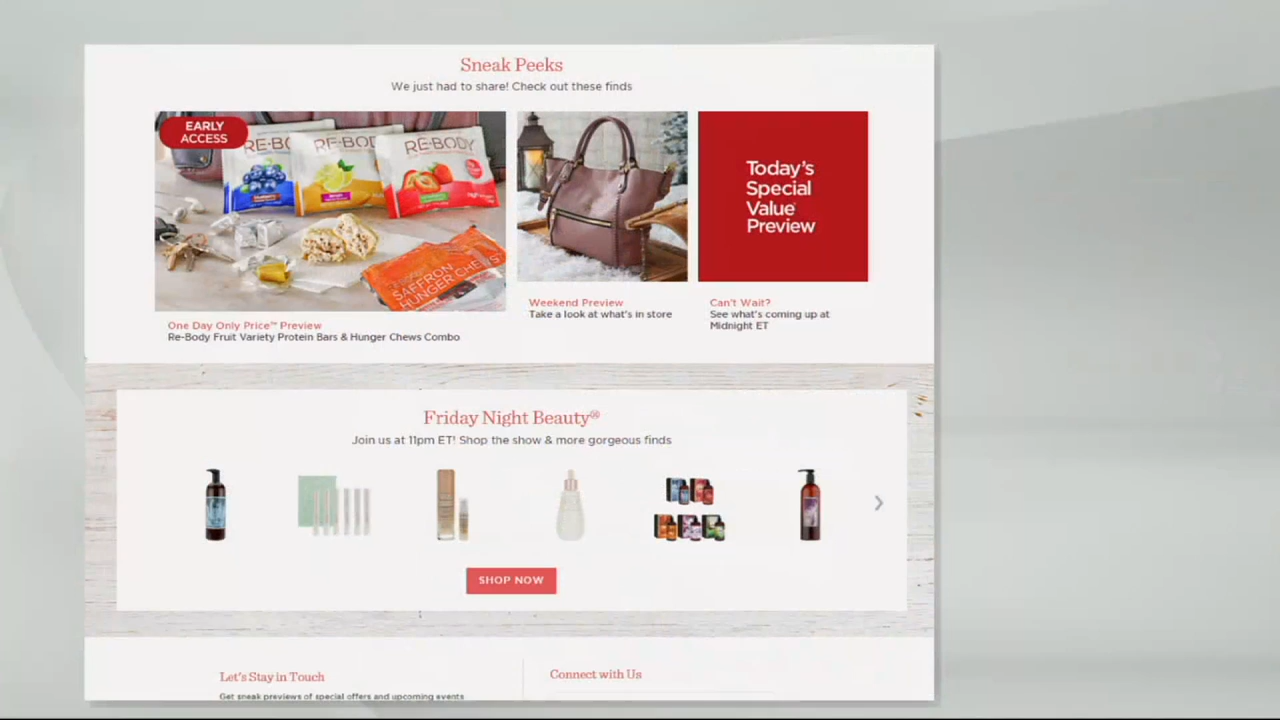 Sneak Peeks
We just had to share! Check out these finds
EARLY
ACCESS
RE·BODY
SAFFRON
HUNGER CHEWS
Today's
Special
Value
Preview
One Day Only Price™ Preview
Re-Body Fruit Variety Protein Bars & Hunger Chews Combo
Weekend Preview
Take a look at what's in store
Can't Wait?
See what's coming up at
Midnight ET
Friday Night Beauty®
Join us at 11pm ET! Shop the show & more gorgeous finds
SHOP NOW
Let's Stay in Touch
Get sneak previews of special offers and upcoming events
Connect with Us